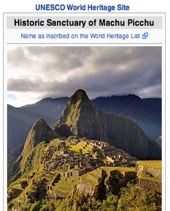 UNESCO World Heritage Site
Historic Sanctuary of Machu Picchu
Name as inscribed on the World Heritage List